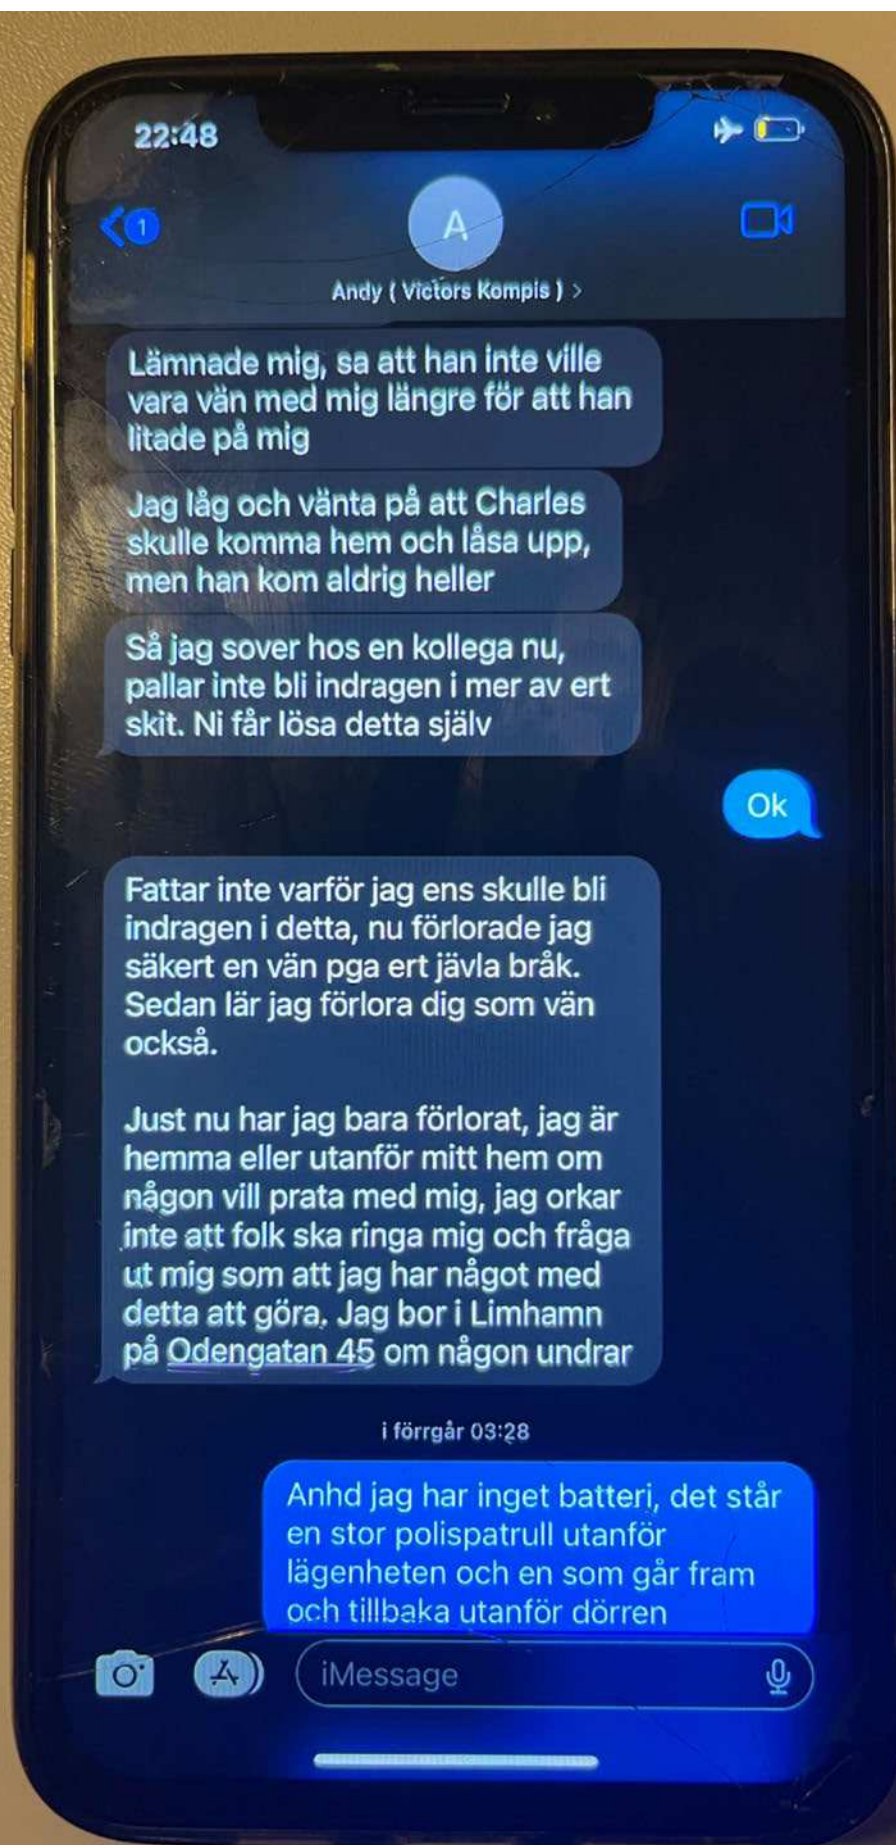 22:48
1
A
Andy ( Victors Kompis ) >
Lämnade mig, sa att han inte ville
vara vän med mig längre för att han
litade på mig
Jag låg och vänta på att Charles
skulle komma hem och låsa upp,
men han kom aldrig heller
Så jag sover hos en kollega nu,
pallar inte bli indragen i mer av ert
skit. Ni får lösa detta själv
Ok
Fattar inte varför jag ens skulle bli
indragen i detta, nu förlorade jag
säkert en vän pga ert jävla bråk.
Sedan lär jag förlora dig som vän
också.
Just nu har jag bara förlorat, jag är
hemma eller utanför mitt hem om
någon vill prata med mig, jag orkar
inte att folk ska ringa mig och fråga
ut mig som att jag har något med
detta att göra. Jag bor i Limhamn
på Odengatan 45 om någon undrar
i förrgår 03:28
Anhd jag har inget batteri, det står
en stor polispatrull utanför
lägenheten och en som går fram
och tillbaka utanför dörren
iMessage